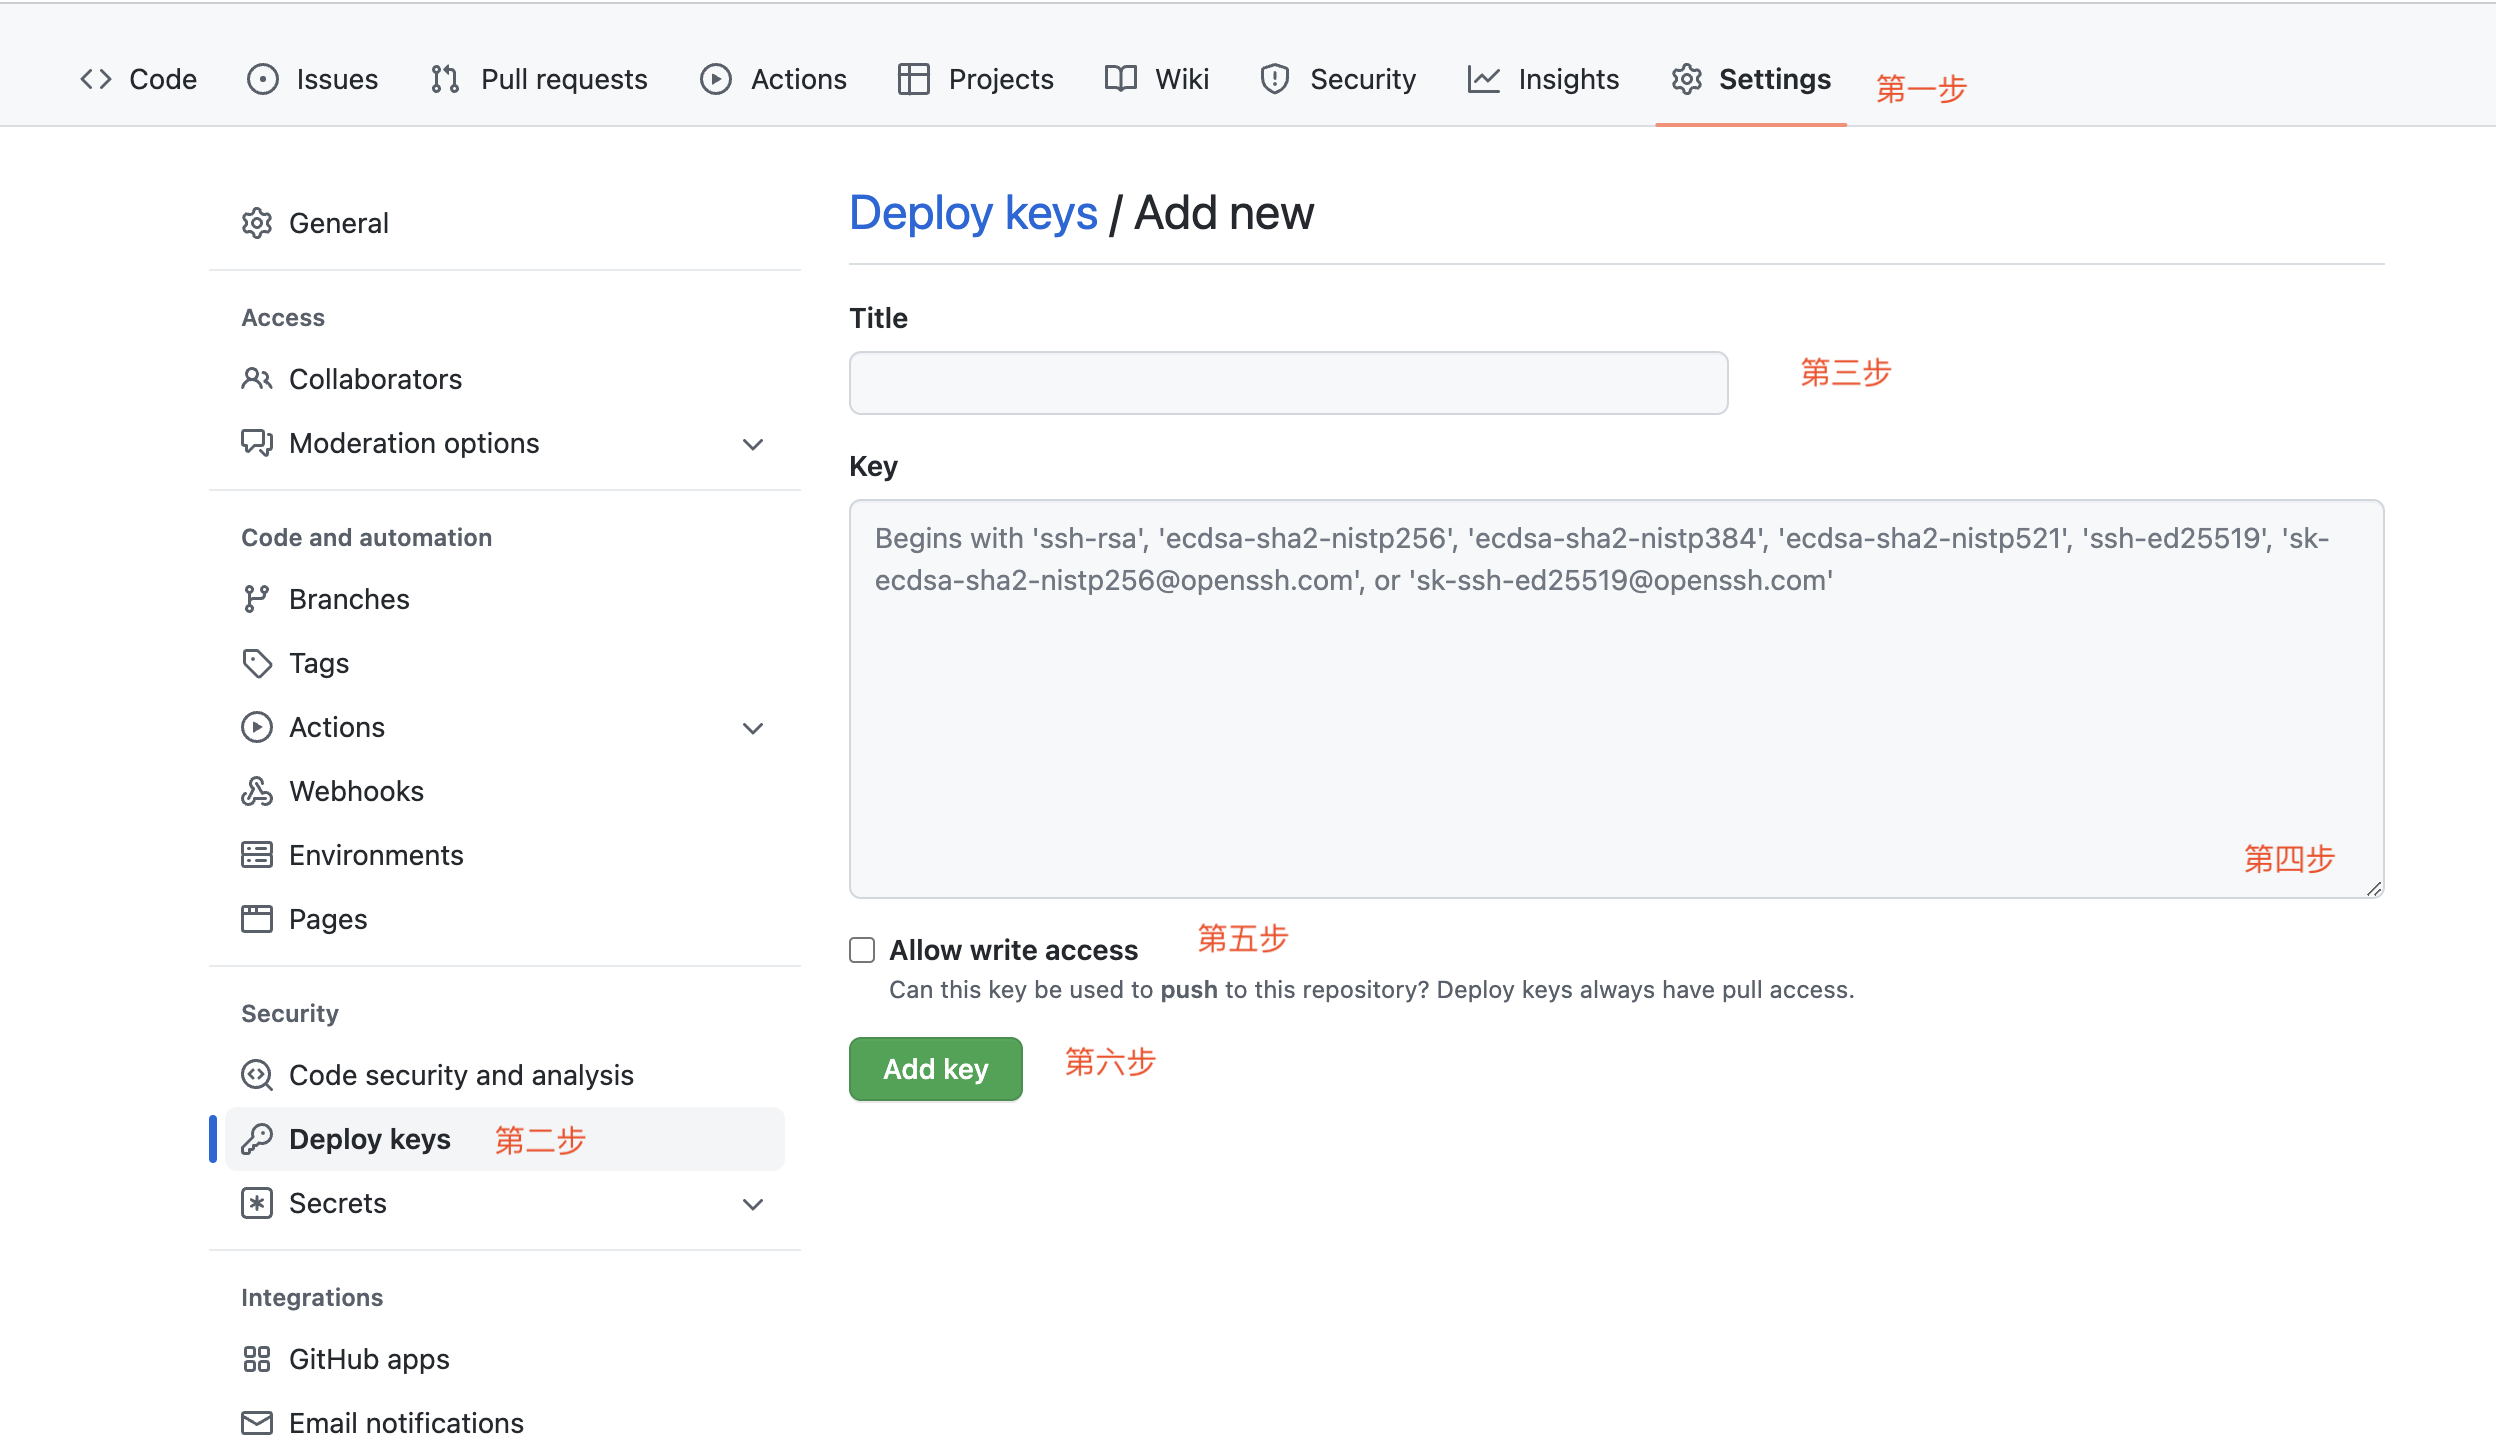 Code Issues Pull requests Actions Projects Wiki Security Insights Settings 第一步
General
Access
Collaborators
Moderation options
Code and automation
Branches
Tags
Actions
Webhooks
Environments
Pages
Security
Code security and analysis
Deploy keys 第二步
Secrets
Integrations
GitHub apps
Email notifications
Deploy keys / Add new
Title
第三步
Key
Begins with 'ssh-rsa', 'ecdsa-sha2-nistp256', 'ecdsa-sha2-nistp384', 'ecdsa-sha2-nistp521', 'ssh-ed25519', 'sk-
ecdsa-sha2-nistp256@openssh.com', or 'sk-ssh-ed25519@openssh.com'
第四步
Allow write access 第五步
Can this key be used to push to this repository? Deploy keys always have pull access.
Add key 第六步